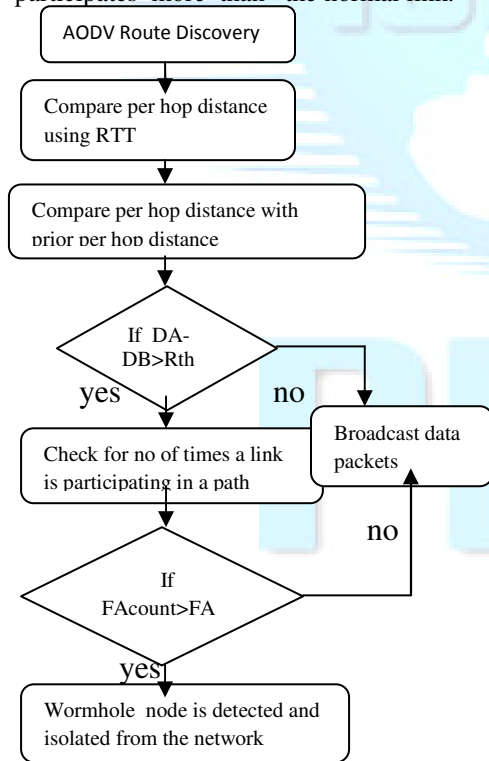 participates more than the normal link.
AODV Route Discovery
Compare per hop distance
using RTT
Compare per hop distance with
prior per hop distance
If DA-
DB>Rth
yes
no
Check for no of times a link
is participating in a path
Broadcast data
packets
no
If
FAcount>FA
yes
Wormhole node is detected and
isolated from the network